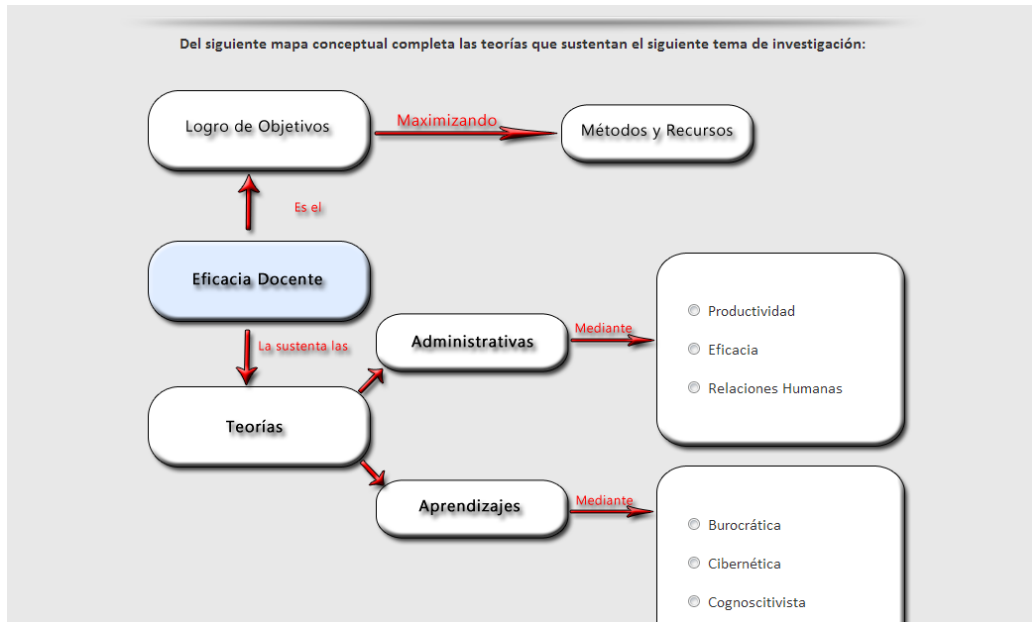 Del siguiente mapa conceptual completa las teorías que sustentan el siguiente tema de investigación:
Logro de Objetivos
Maximizando
Métodos y Recursos
Es el
Eficacia Docente
La sustenta las
Teorías
Administrativas
Mediante
Productividad
Eficacia
Relaciones Humanas
Aprendizajes
Mediante
Burocrática
Cibernética
Cognoscitivista